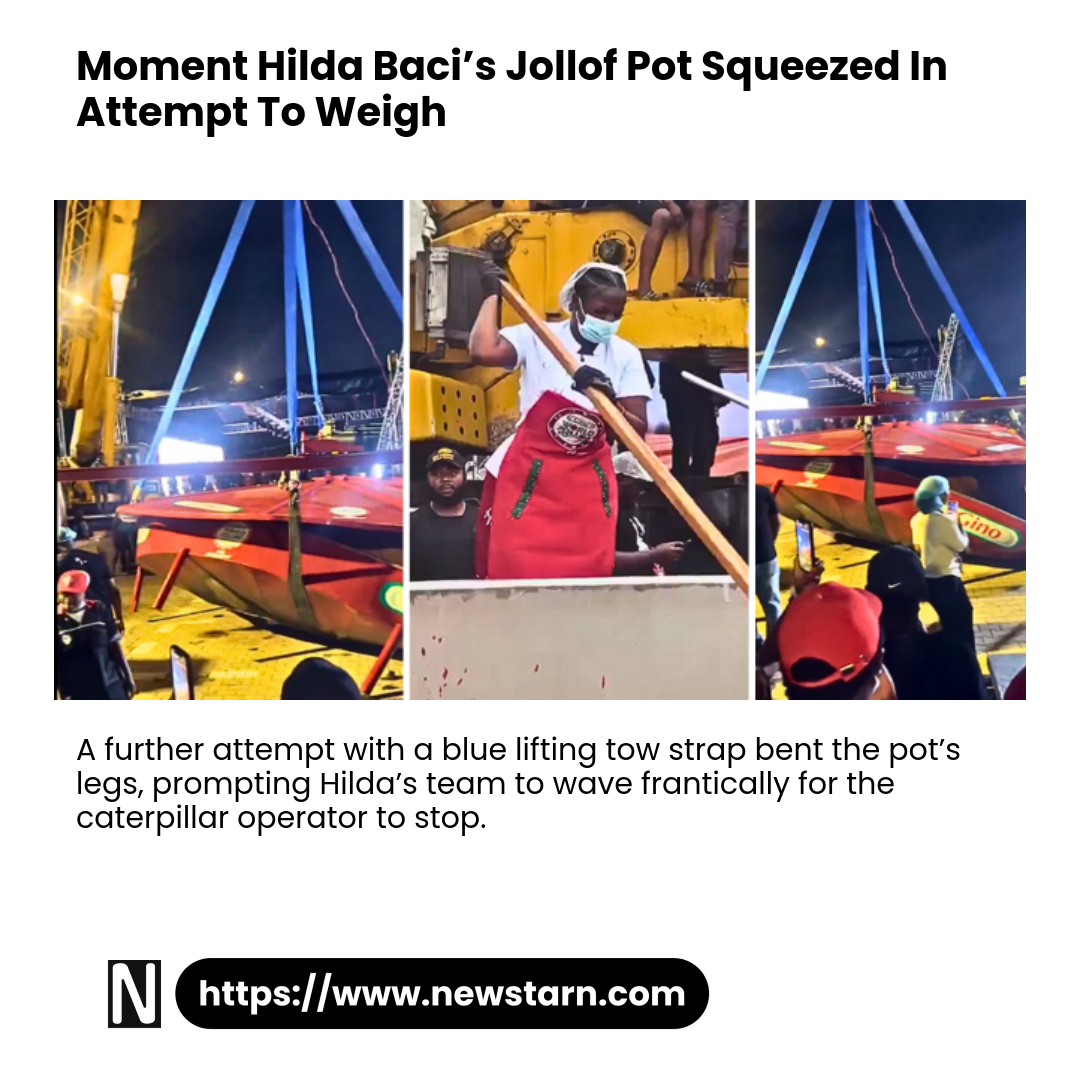 Moment Hilda Baci’s Jollof Pot Squeezed In
Attempt To Weigh
Gino
A further attempt with a blue lifting tow strap bent the pot’s
legs, prompting Hilda’s team to wave frantically for the
caterpillar operator to stop.
N
https://www.newstarn.com